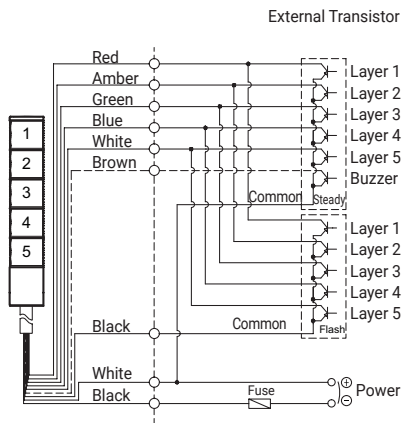 External Transistor
Red
Layer 1
Amber
Layer 2
Green
Layer 3
Blue
Layer 4
White
Layer 5
Brown
Buzzer
Common
Steady
1
2
3
4
5
Layer 1
Layer 2
Layer 3
Layer 4
Layer 5
Black
Common
Flash
White
Black
Fuse
+
−
Power